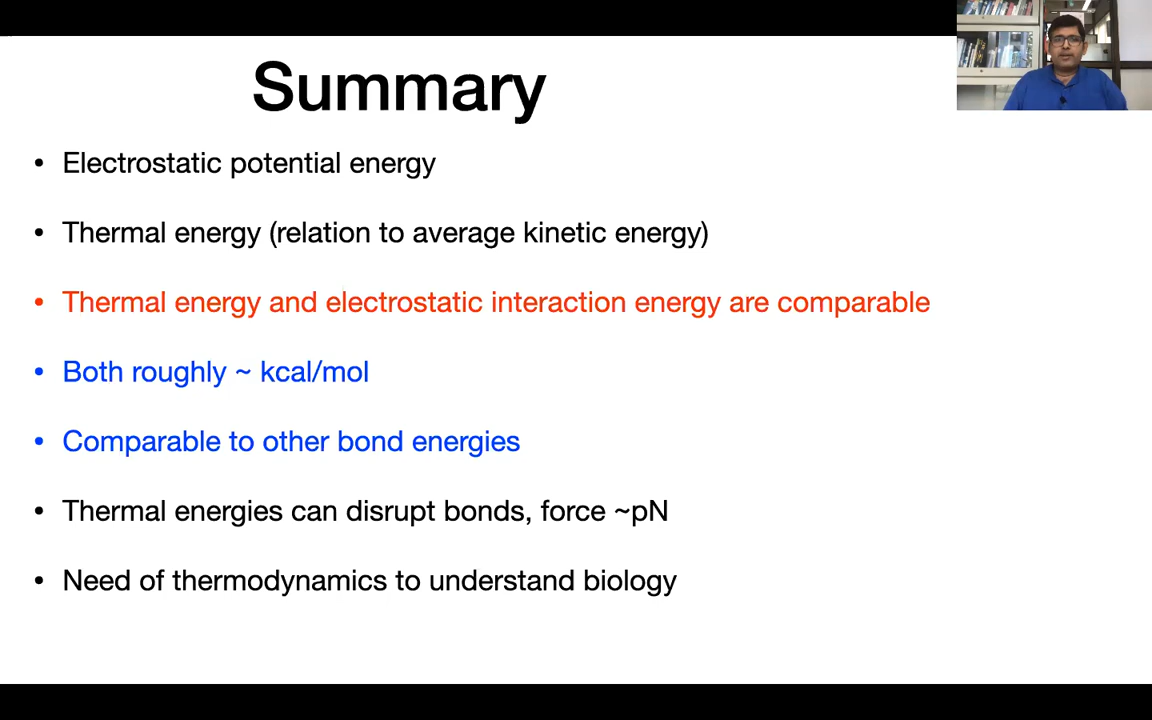 Summary
• Electrostatic potential energy
• Thermal energy (relation to average kinetic energy)
• Thermal energy and electrostatic interaction energy are comparable
• Both roughly ~ kcal/mol
• Comparable to other bond energies
• Thermal energies can disrupt bonds, force ~pN
• Need of thermodynamics to understand biology